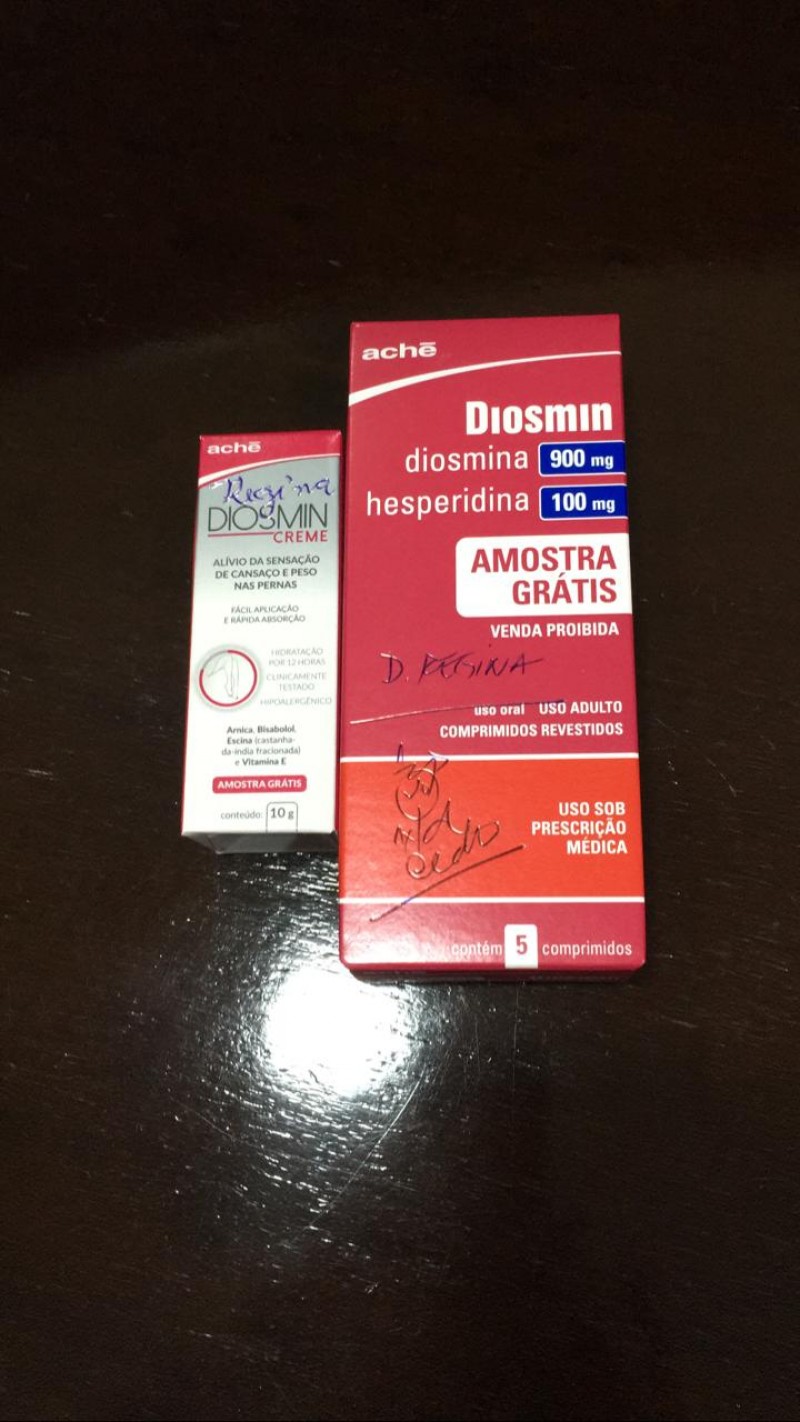 achē
Regina
DIOSMIN
CREME
ALÍVIO DA SENSAÇÃO
DE CANSAÇO E PESO
NAS PERNAS
FÁCIL APLICAÇÃO
E RÁPIDA ABSORÇÃO
HIDRATAÇÃO
POR 12 HORAS
CLINICAMENTE
TESTADO
HIPOALERGÊNICO
Arnica, Bisabolol,
Escina (castanha-
da-índia fracionada)
e Vitamina E
AMOSTRA GRÁTIS
conteúdo: 10 g
achē
DIOSMIN
diosmina 900 mg
hesperidina 100 mg
AMOSTRA
GRÁTIS
VENDA PROIBIDA
D. REGINA
uso oral USO ADULTO
COMPRIMIDOS REVESTIDOS
USO SOB
PRESCRIÇÃO
MÉDICA
cedo
contém 5 comprimidos